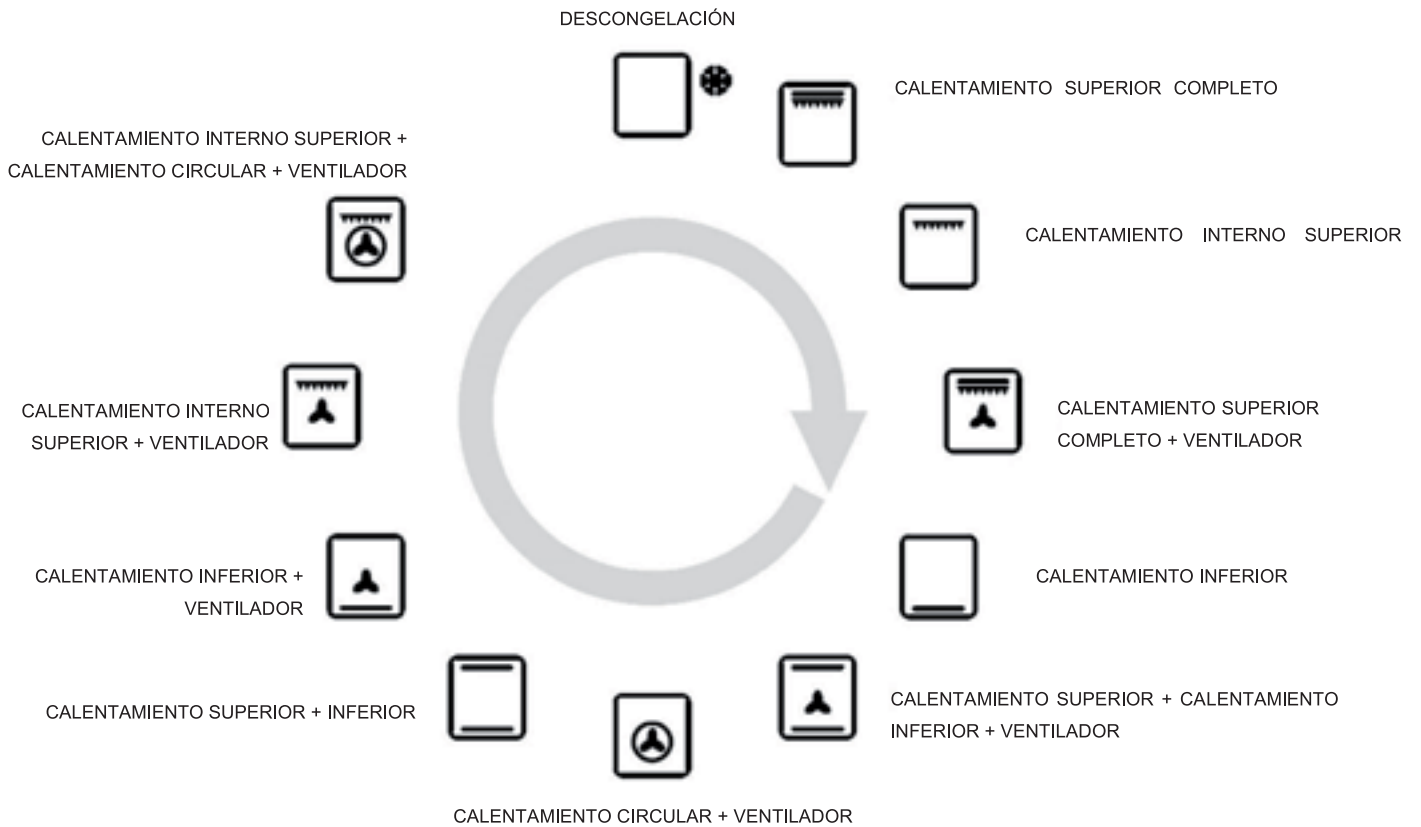 DESCONGELACIÓN
CALENTAMIENTO SUPERIOR COMPLETO
CALENTAMIENTO INTERNO SUPERIOR +
CALENTAMIENTO CIRCULAR + VENTILADOR
CALENTAMIENTO INTERNO SUPERIOR
CALENTAMIENTO INTERNO
SUPERIOR + VENTILADOR
CALENTAMIENTO SUPERIOR
COMPLETO + VENTILADOR
CALENTAMIENTO INFERIOR +
VENTILADOR
CALENTAMIENTO INFERIOR
CALENTAMIENTO SUPERIOR + INFERIOR
CALENTAMIENTO SUPERIOR + CALENTAMIENTO
INFERIOR + VENTILADOR
CALENTAMIENTO CIRCULAR + VENTILADOR